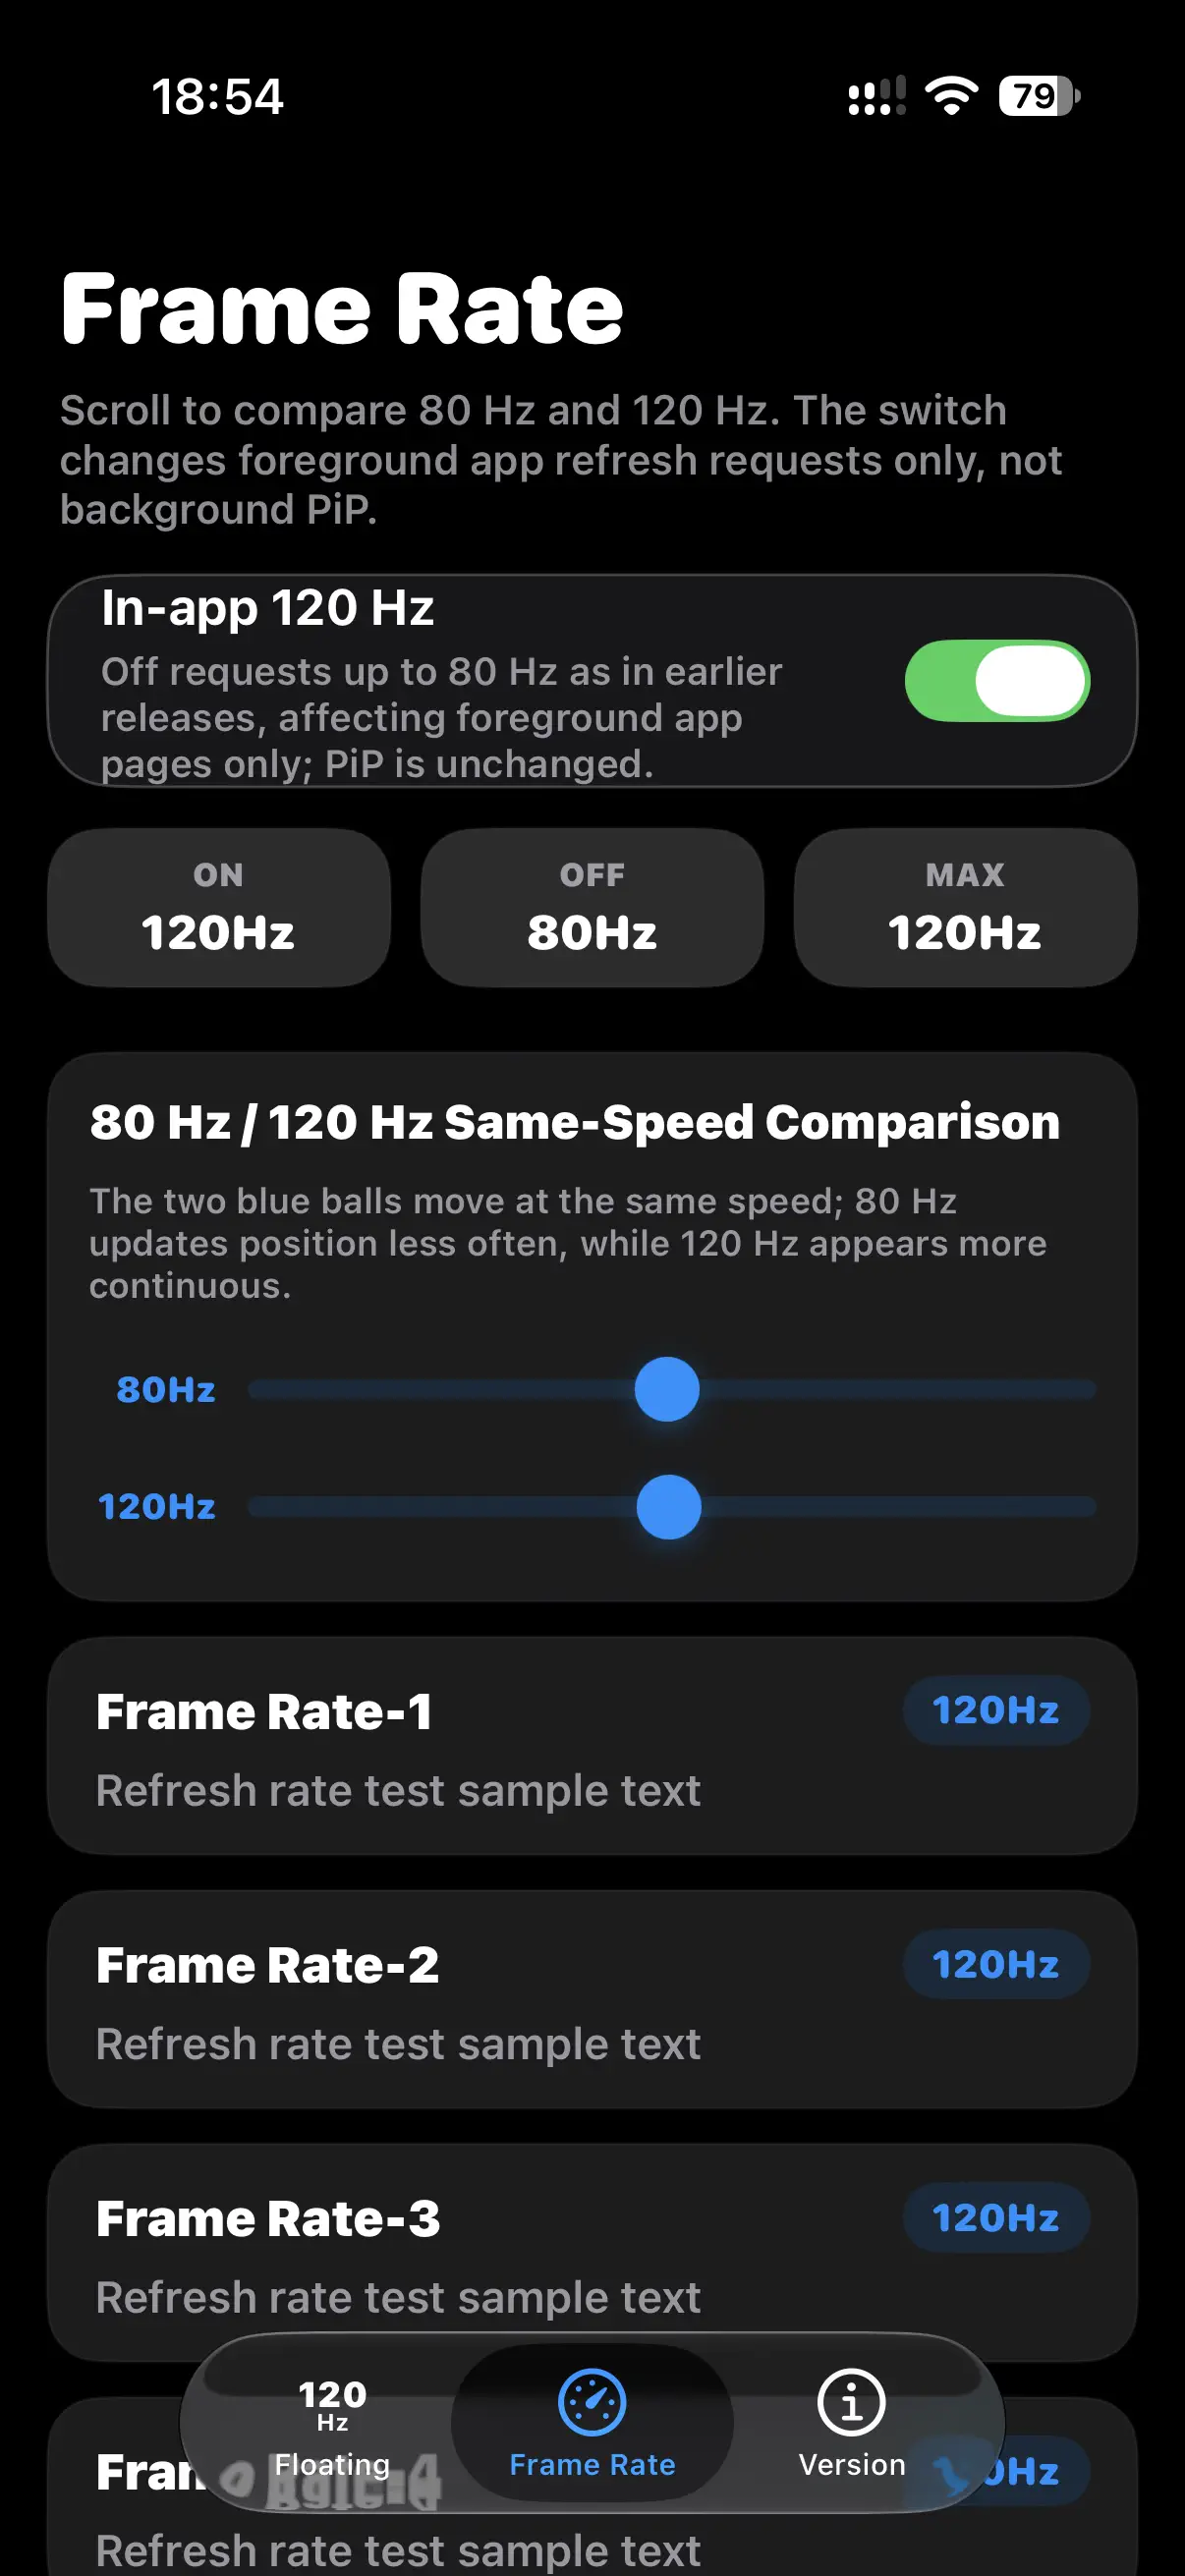 18:54
79
Frame Rate
Scroll to compare 80 Hz and 120 Hz. The switch
changes foreground app refresh requests only, not
background PiP.
In-app 120 Hz
Off requests up to 80 Hz as in earlier
releases, affecting foreground app
pages only; PiP is unchanged.
ON
120Hz
OFF
80Hz
MAX
120Hz
80 Hz / 120 Hz Same-Speed Comparison
The two blue balls move at the same speed; 80 Hz
updates position less often, while 120 Hz appears more
continuous.
80Hz
120Hz
Frame Rate-1
120Hz
Refresh rate test sample text
Frame Rate-2
120Hz
Refresh rate test sample text
Frame Rate-3
120Hz
Refresh rate test sample text
120
Hz
Floating
Frame Rate
Version
Refresh rate test sample text